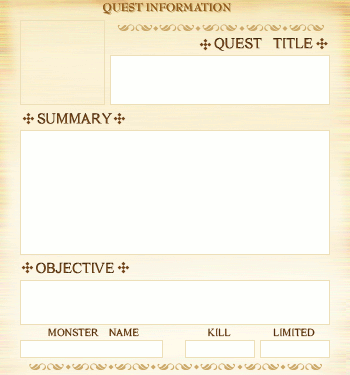 QUEST INFORMATION
QUEST TITLE
SUMMARY
OBJECTIVE
MONSTER NAME KILL LIMITED